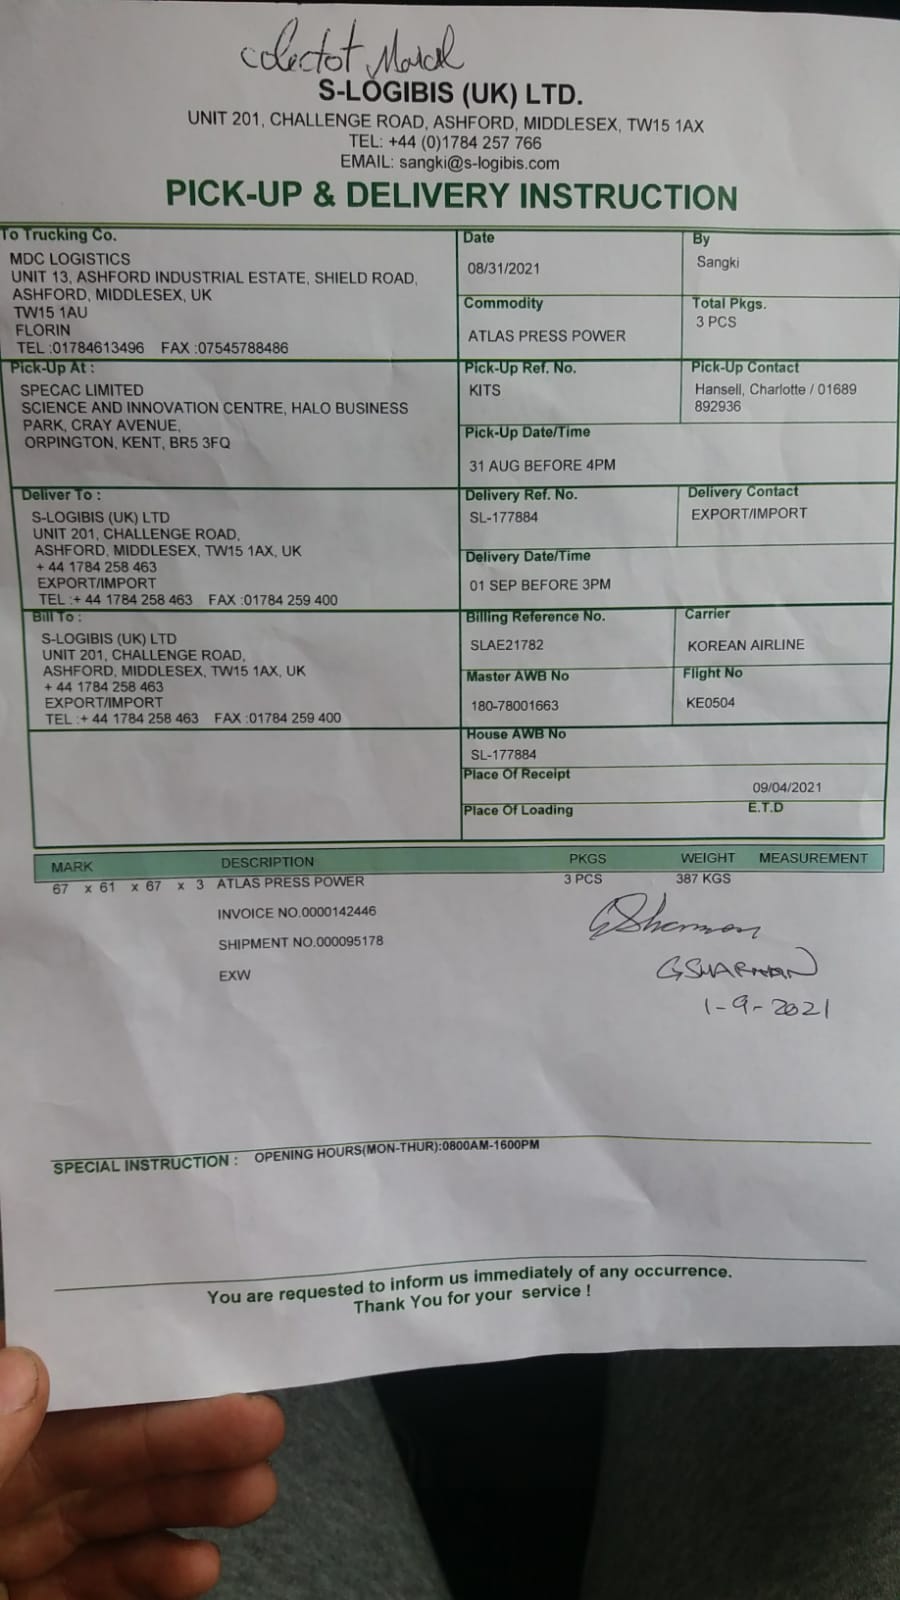 S-LOGIBIS (UK) LTD.
UNIT 201, CHALLENGE ROAD, ASHFORD, MIDDLESEX, TW15 1AX
TEL: +44 (0)1784 257 766
EMAIL: sangki@s-logibis.com
PICK-UP & DELIVERY INSTRUCTION
To Trucking Co.
MDC LOGISTICS
UNIT 13, ASHFORD INDUSTRIAL ESTATE, SHIELD ROAD,
ASHFORD, MIDDLESEX, UK
TW15 1AU
FLORIN
TEL :01784613496 FAX :07545788486
Date
08/31/2021
By
Sangki
Commodity
ATLAS PRESS POWER
Total Pkgs.
3 PCS
Pick-Up At :
SPECAC LIMITED
SCIENCE AND INNOVATION CENTRE, HALO BUSINESS
PARK, CRAY AVENUE,
ORPINGTON, KENT, BR5 3FQ
Pick-Up Ref. No.
KITS
Pick-Up Contact
Hansell, Charlotte / 01689
892936
Pick-Up Date/Time
31 AUG BEFORE 4PM
Deliver To :
S-LOGIBIS (UK) LTD
UNIT 201, CHALLENGE ROAD,
ASHFORD, MIDDLESEX, TW15 1AX, UK
+ 44 1784 258 463
EXPORT/IMPORT
TEL :+ 44 1784 258 463 FAX :01784 259 400
Delivery Ref. No.
SL-177884
Delivery Contact
EXPORT/IMPORT
Delivery Date/Time
01 SEP BEFORE 3PM
Bill To :
S-LOGIBIS (UK) LTD
UNIT 201, CHALLENGE ROAD,
ASHFORD, MIDDLESEX, TW15 1AX, UK
+ 44 1784 258 463
EXPORT/IMPORT
TEL :+ 44 1784 258 463 FAX :01784 259 400
Billing Reference No.
SLAE21782
Carrier
KOREAN AIRLINE
Master AWB No
180-78001663
Flight No
KE0504
House AWB No
SL-177884
Place Of Receipt
09/04/2021
Place Of Loading
E.T.D
MARK DESCRIPTION PKGS WEIGHT MEASUREMENT
67 x 61 x 67 x 3 ATLAS PRESS POWER 3 PCS 387 KGS
INVOICE NO.0000142446
SHIPMENT NO.000095178
EXW
GSharman
GSHARMAN
1-9-2021
SPECIAL INSTRUCTION : OPENING HOURS(MON-THUR):0800AM-1600PM
You are requested to inform us immediately of any occurrence.
Thank You for your service !